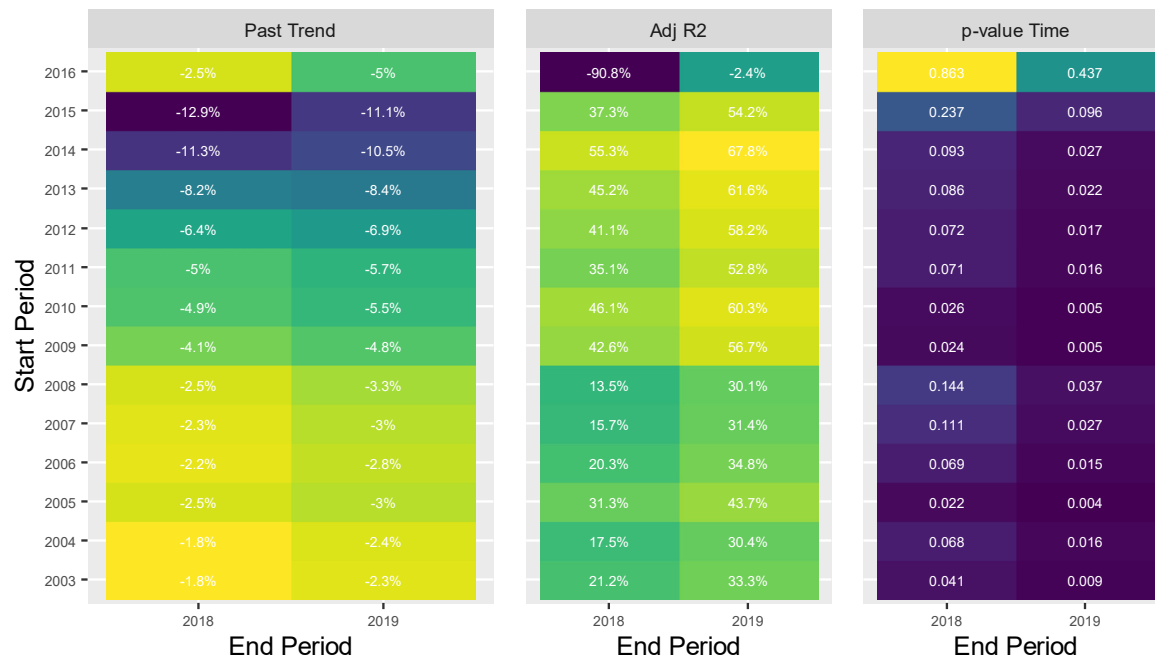 Past Trend Adj R2 p-value Time
2016 -2.5% -5% -90.8% -2.4% 0.863 0.437
2015 -12.9% -11.1% 37.3% 54.2% 0.237 0.096
2014 -11.3% -10.5% 55.3% 67.8% 0.093 0.027
2013 -8.2% -8.4% 45.2% 61.6% 0.086 0.022
2012 -6.4% -6.9% 41.1% 58.2% 0.072 0.017
2011 -5% -5.7% 35.1% 52.8% 0.071 0.016
2010 -4.9% -5.5% 46.1% 60.3% 0.026 0.005
2009 -4.1% -4.8% 42.6% 56.7% 0.024 0.005
2008 -2.5% -3.3% 13.5% 30.1% 0.144 0.037
2007 -2.3% -3% 15.7% 31.4% 0.111 0.027
2006 -2.2% -2.8% 20.3% 34.8% 0.069 0.015
2005 -2.5% -3% 31.3% 43.7% 0.022 0.004
2004 -1.8% -2.4% 17.5% 30.4% 0.068 0.016
2003 -1.8% -2.3% 21.2% 33.3% 0.041 0.009
Start Period
2018 2019 2018 2019 2018 2019
End Period End Period End Period